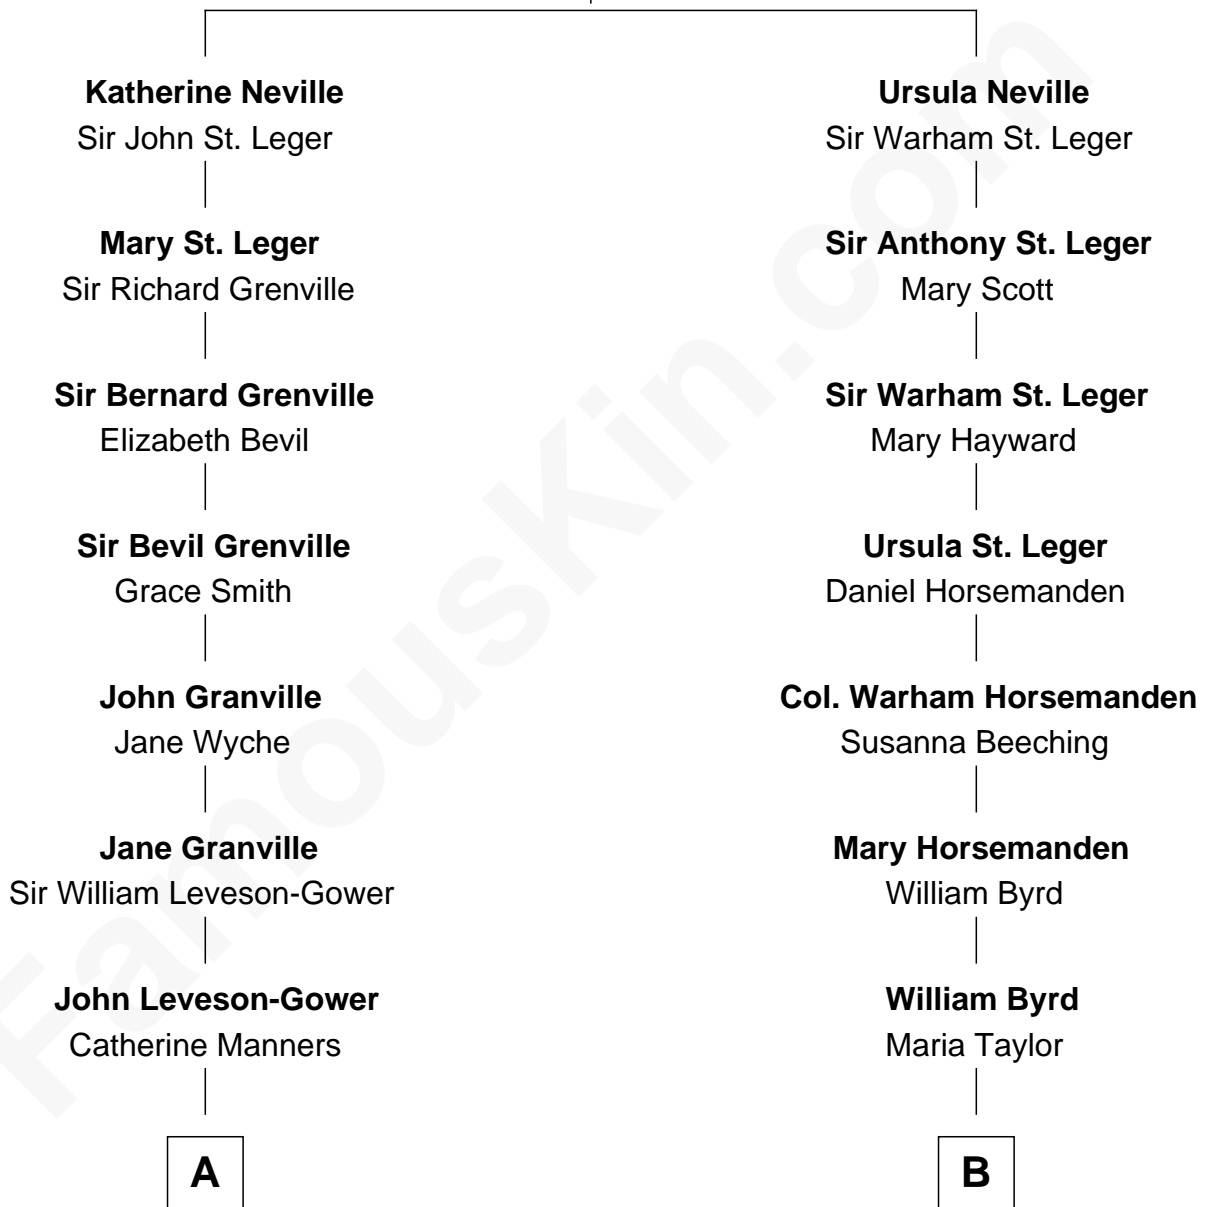 Katherine Neville
Sir John St. Leger
Mary St. Leger
Sir Richard Grenville
Sir Bernard Grenville
Elizabeth Bevil
Sir Bevil Grenville
Grace Smith
John Granville
Jane Wyche
Jane Granville
Sir William Leveson-Gower
John Leveson-Gower
Catherine Manners
A
Ursula Neville
Sir Warham St. Leger
Sir Anthony St. Leger
Mary Scott
Sir Warham St. Leger
Mary Hayward
Ursula St. Leger
Daniel Horsemanden
Col. Warham Horsemanden
Susanna Beeching
Mary Horsemanden
William Byrd
William Byrd
Maria Taylor
B
FamousKin.com